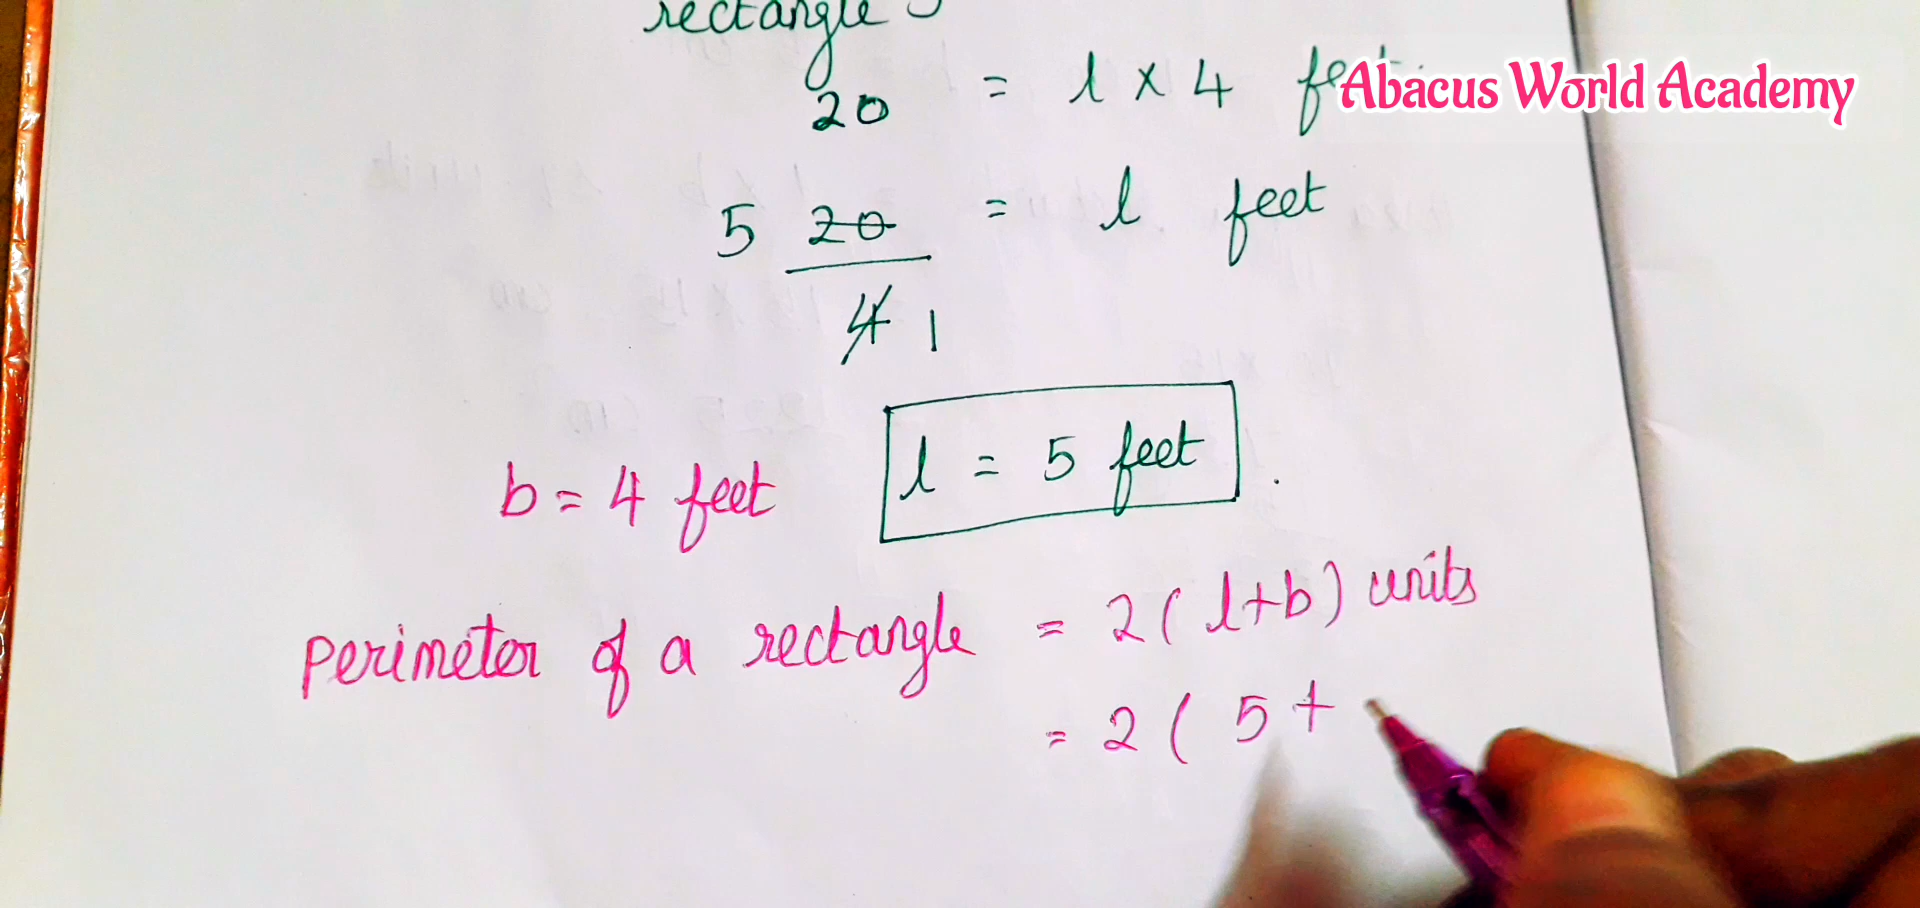 rectangle
20 = l × 4 feet
Abacus World Academy
5 20 = l feet
4 1
l = 5 feet.
b = 4 feet
Perimeter of a rectangle = 2 ( l+b) units
= 2 ( 5 +